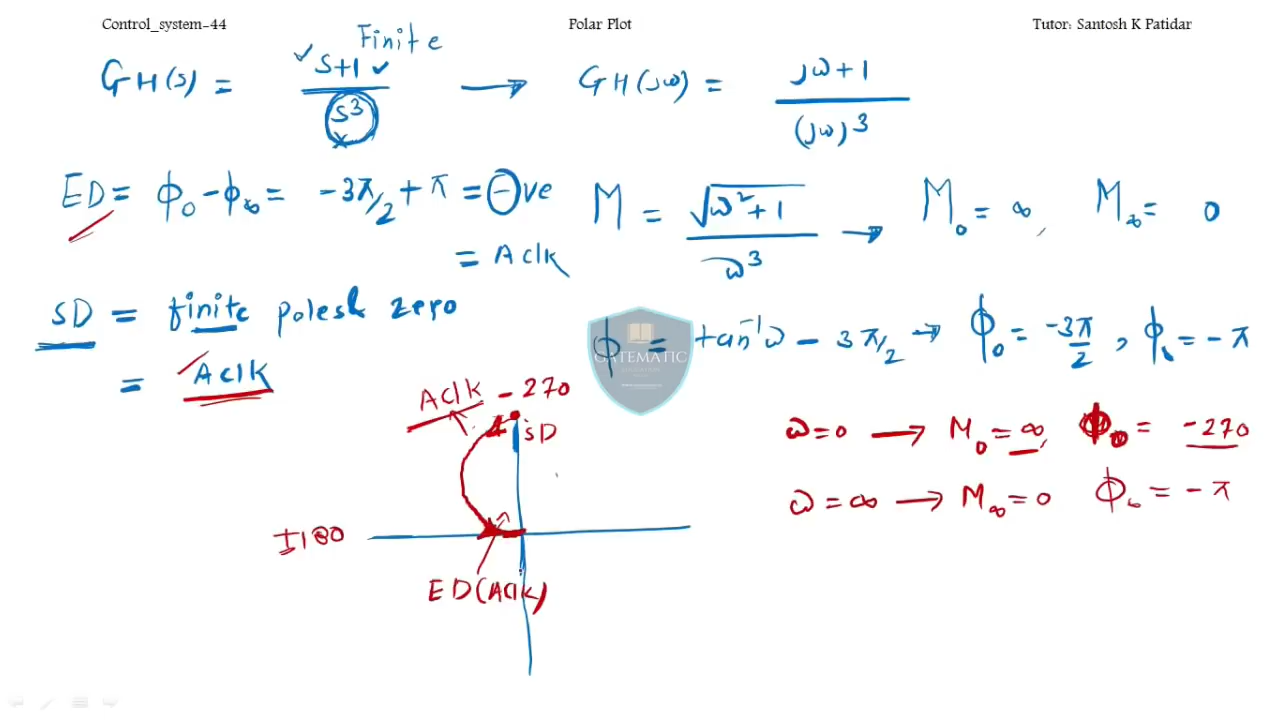 Control_system-44 Polar Plot Tutor: Santosh K Patidar
Finite
GH(s) = s+1 / s³ → GH(jω) = jω+1 / (jω)³
ED = ϕ₀ - ϕ∞ = -3π/2 + π = -ve
= Aclk
M = √ω²+1 / ω³ → M₀ = ∞, M∞ = 0
SD = finite poles& zero
= Aclk
ϕ = tan⁻¹ω - 3π/2 → ϕ₀ = -3π/2, ϕ∞ = -π
GATEMATIC
Aclk -270
SD
ω=0 → M₀ = ∞, ϕ₀ = -270
ω=∞ → M∞ = 0 ϕ∞ = -π
±180
ED(Aclk)